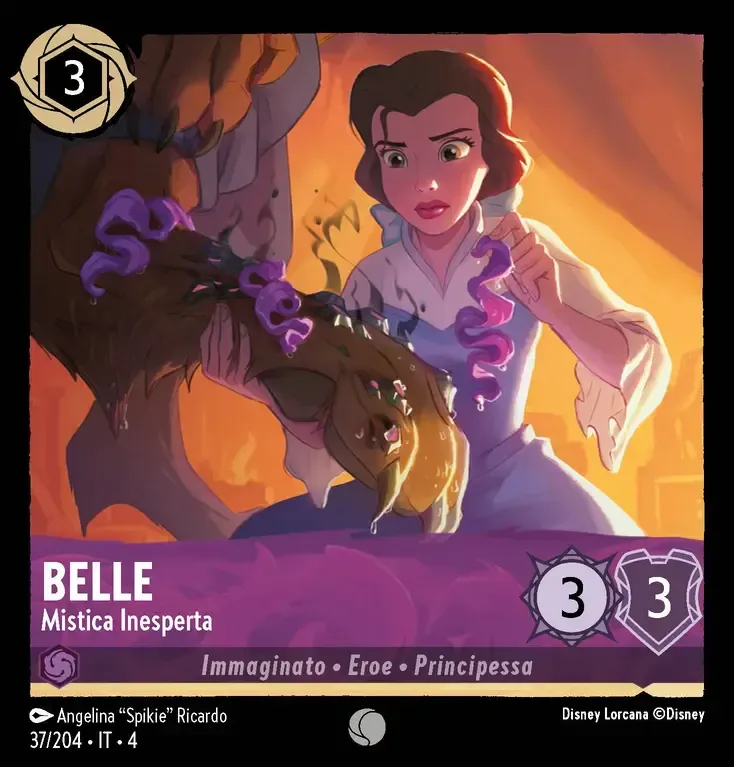 3
BELLE
Mistica Inesperta
3
3
Immaginato • Eroe • Principessa
Angelina “Spikie” Ricardo
Disney Lorcana ©Disney
37/204 • IT • 4